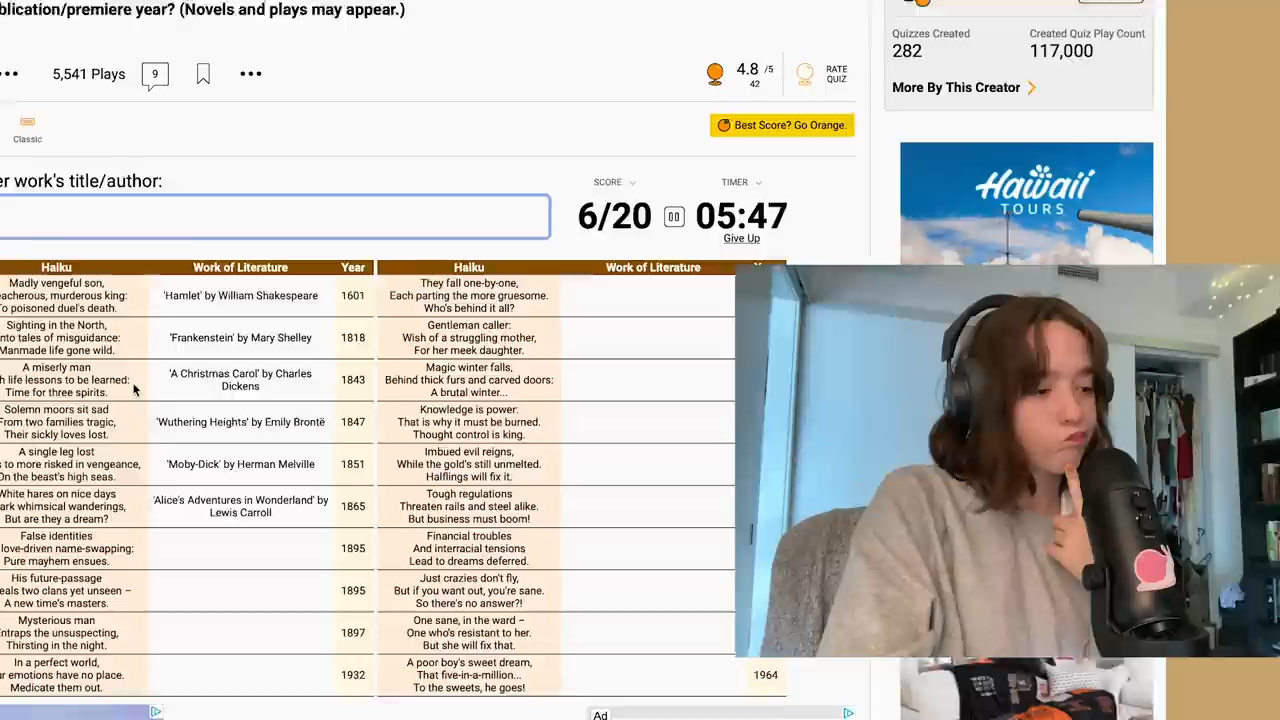 blication/premiere year? (Novels and plays may appear.)
5,541 Plays
9
4.8 /5
42
RATE
QUIZ
Classic
Best Score? Go Orange.
er work's title/author:
SCORE
TIMER
6/20
05:47
Give Up
Haiku Work of Literature Year
Madly vengeful son,
eacherous, murderous king:
To poisoned duel's death.
'Hamlet' by William Shakespeare
1601
Sighting in the North,
nto tales of misguidance:
Manmade life gone wild.
'Frankenstein' by Mary Shelley
1818
A miserly man
h life lessons to be learned:
Time for three spirits.
'A Christmas Carol' by Charles
Dickens
1843
Solemn moors sit sad
From two families tragic,
Their sickly loves lost.
'Wuthering Heights' by Emily Brontë
1847
A single leg lost
s to more risked in vengeance,
On the beast's high seas.
'Moby-Dick' by Herman Melville
1851
White hares on nice days
ark whimsical wanderings,
But are they a dream?
'Alice's Adventures in Wonderland' by
Lewis Carroll
1865
False identities
love-driven name-swapping:
Pure mayhem ensues.
1895
His future-passage
eals two clans yet unseen –
A new time's masters.
1895
Mysterious man
Entraps the unsuspecting,
Thirsting in the night.
1897
In a perfect world,
ur emotions have no place.
Medicate them out.
1932
Haiku Work of Literature
They fall one-by-one,
Each parting the more gruesome.
Who's behind it all?
Gentleman caller:
Wish of a struggling mother,
For her meek daughter.
Magic winter falls,
Behind thick furs and carved doors:
A brutal winter...
Knowledge is power:
That is why it must be burned.
Thought control is king.
Imbued evil reigns,
While the gold's still unmelted.
Halflings will fix it.
Tough regulations
Threaten rails and steel alike.
But business must boom!
Financial troubles
And interracial tensions
Lead to dreams deferred.
Just crazies don't fly,
But if you want out, you're sane.
So there's no answer?!
One sane, in the ward –
One who's resistant to her.
But she will fix that.
A poor boy's sweet dream,
That five-in-a-million...
To the sweets, he goes!
1964
Ad
Quizzes Created
282
Created Quiz Play Count
117,000
More By This Creator
Hawaii
TOURS